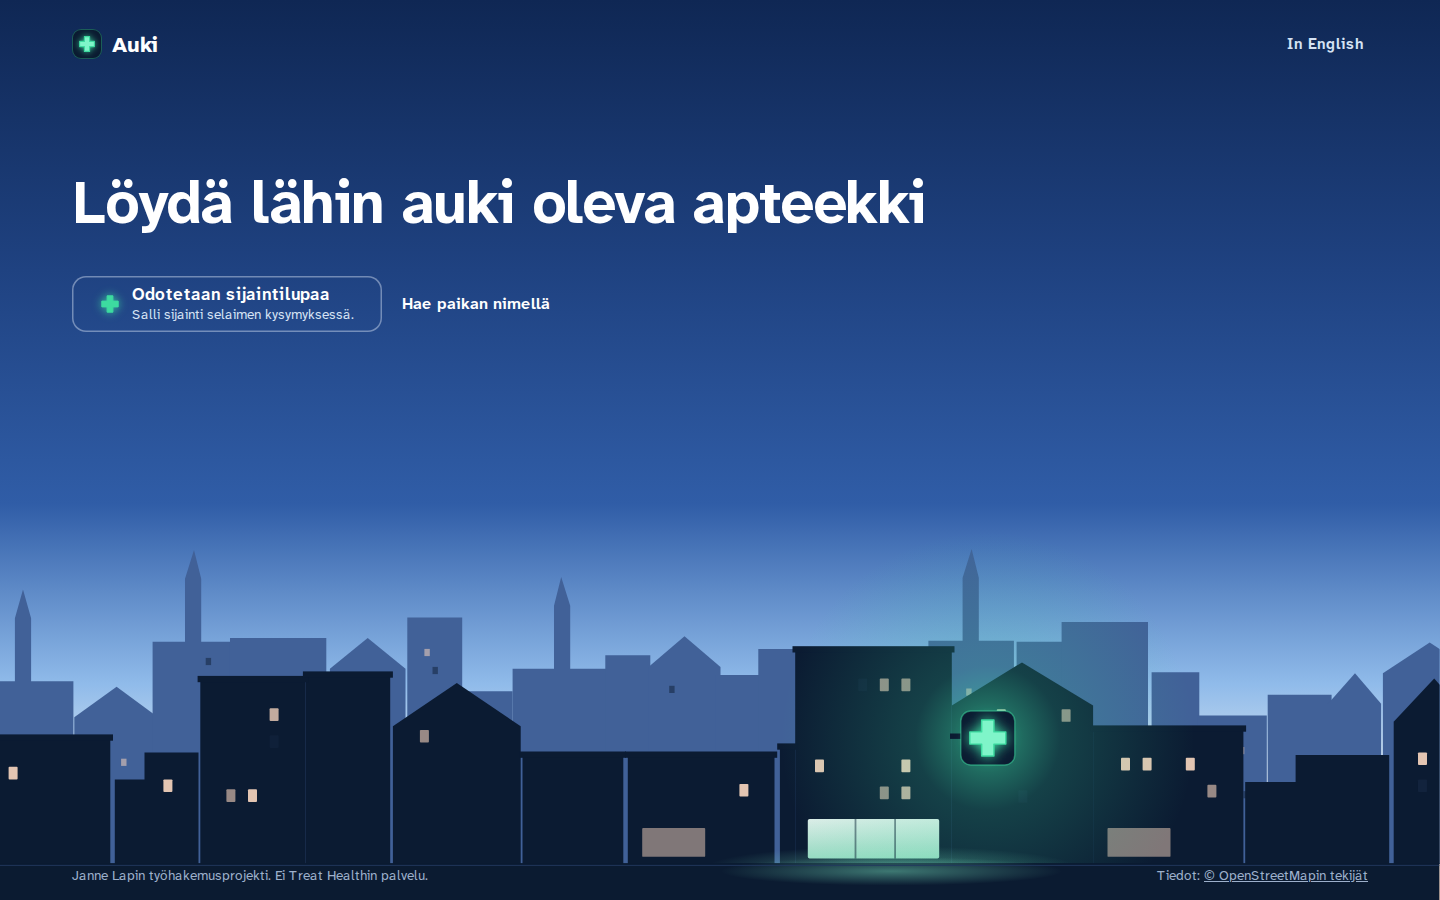 Auki
In English
Löydä lähin auki oleva apteekki
Odotetaan sijaintilupaa
Salli sijainti selaimen kysymyksessä.
Hae paikan nimellä
Janne Lapin työhakemusprojekti. Ei Treat Healthin palvelu.
Tiedot: © OpenStreetMapin tekijät